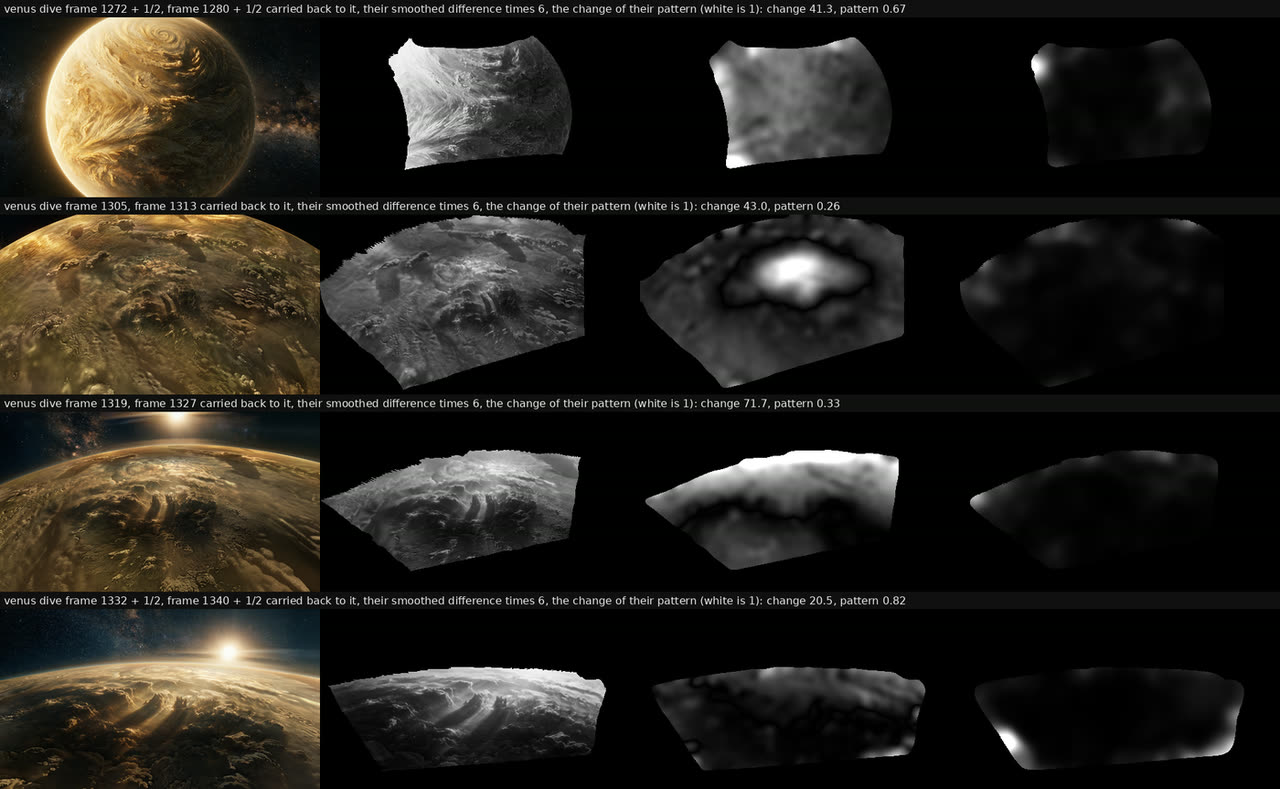 venus dive frame 1272 + 1/2, frame 1280 + 1/2 carried back to it, their smoothed difference times 6, the change of their pattern (white is 1): change 41.3, pattern 0.67
venus dive frame 1305, frame 1313 carried back to it, their smoothed difference times 6, the change of their pattern (white is 1): change 43.0, pattern 0.26
venus dive frame 1319, frame 1327 carried back to it, their smoothed difference times 6, the change of their pattern (white is 1): change 71.7, pattern 0.33
venus dive frame 1332 + 1/2, frame 1340 + 1/2 carried back to it, their smoothed difference times 6, the change of their pattern (white is 1): change 20.5, pattern 0.82